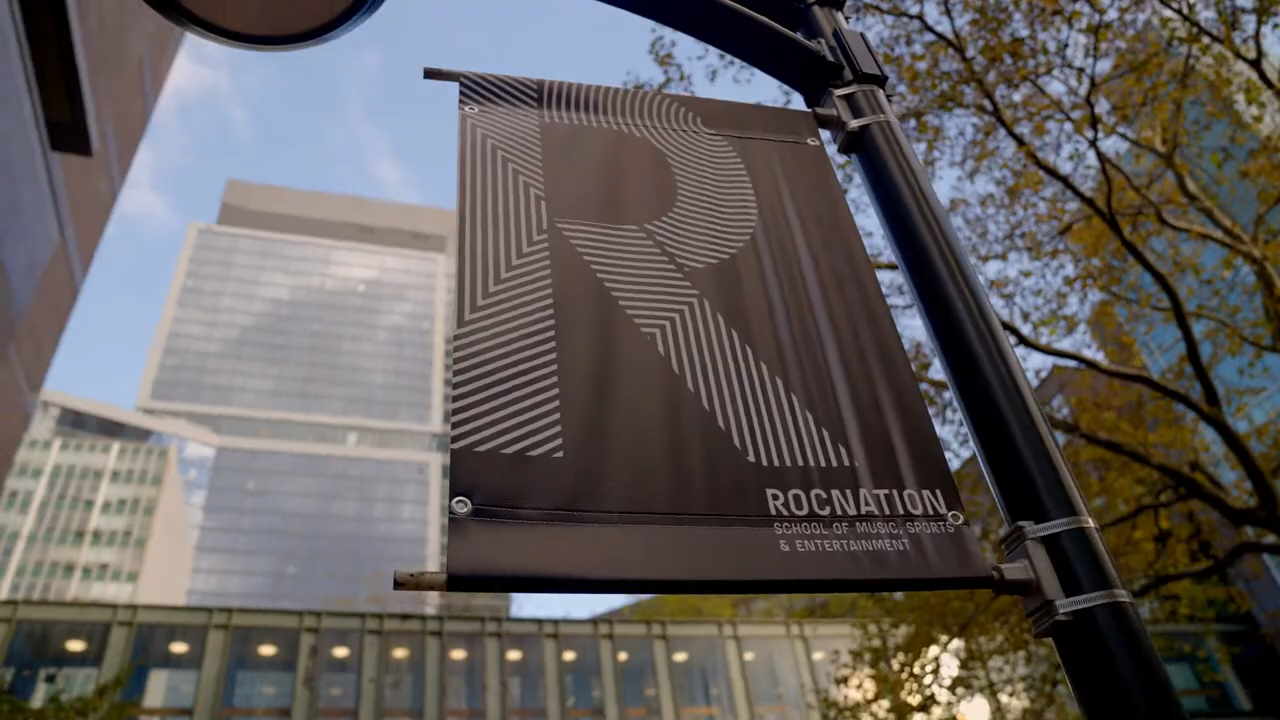 R
ROCNATION
SCHOOL OF MUSIC, SPORTS
& ENTERTAINMENT